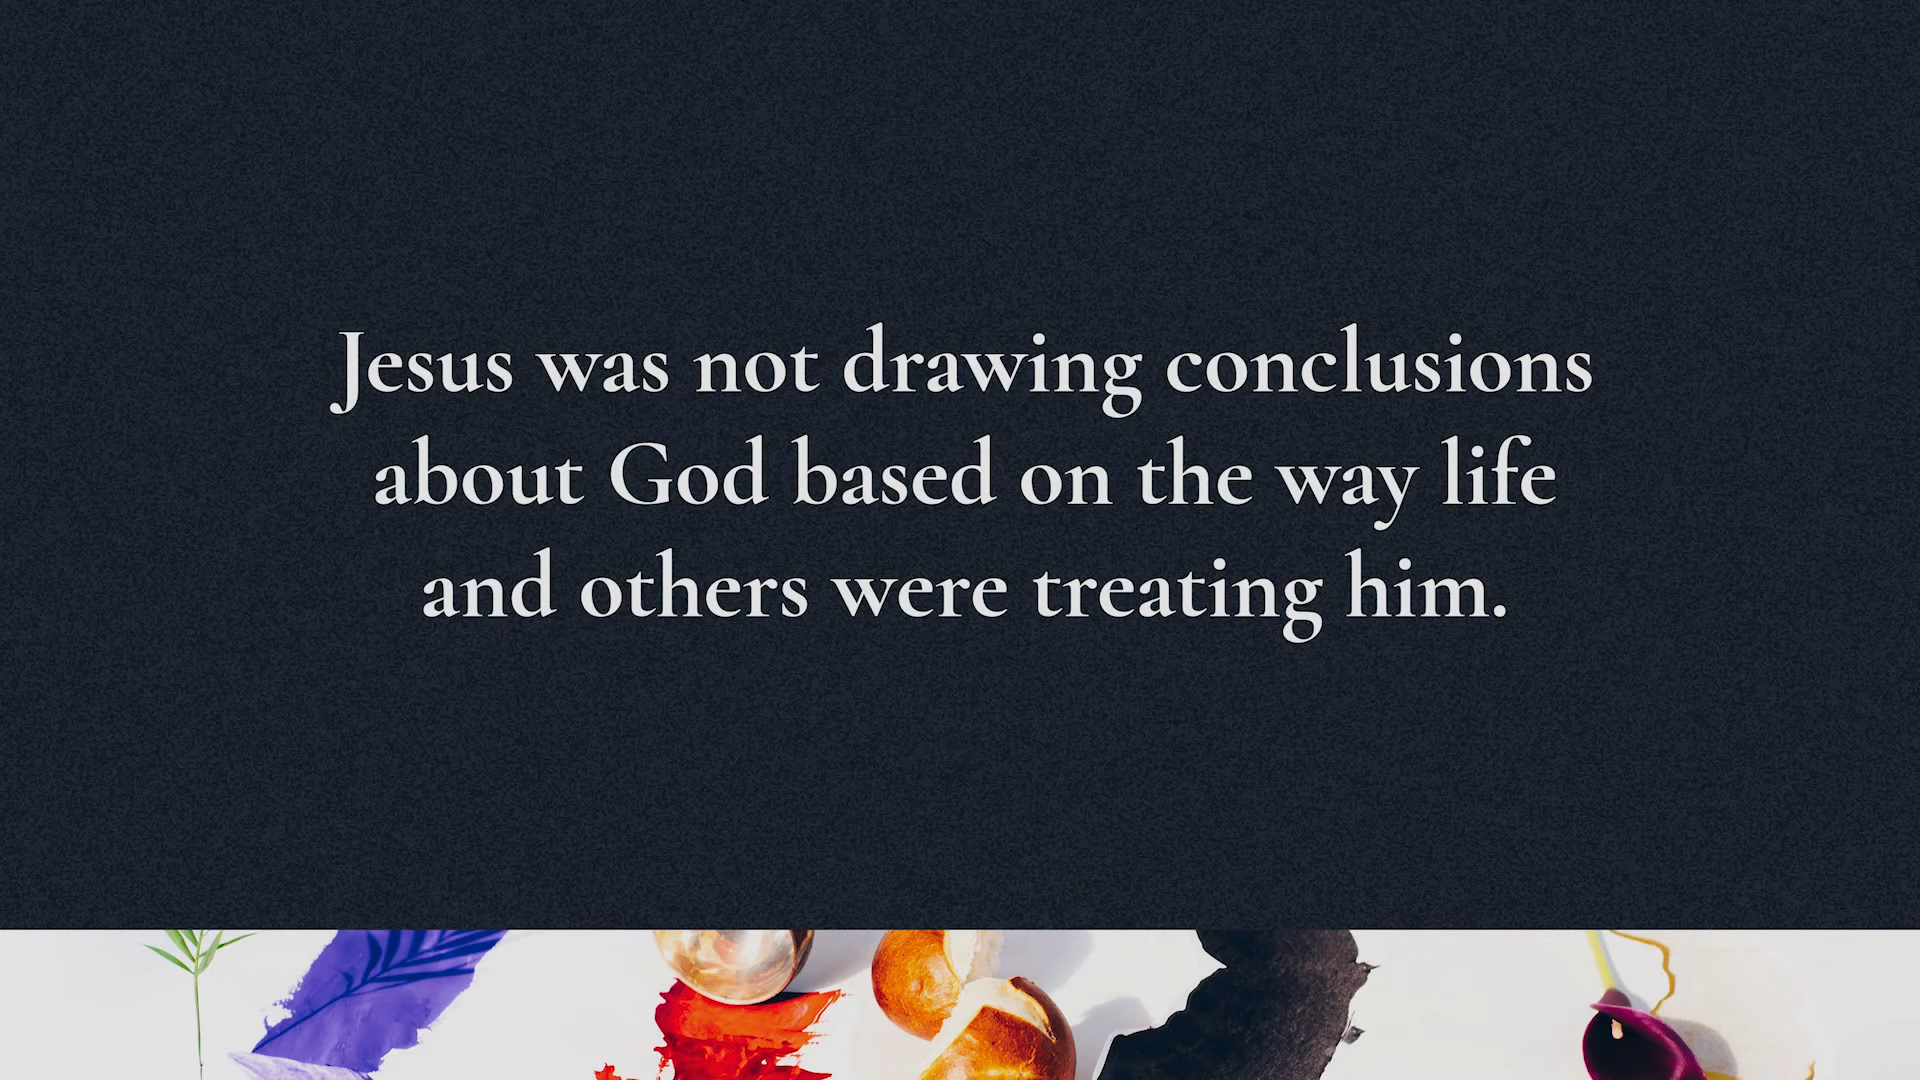 Jesus was not drawing conclusions
about God based on the way life
and others were treating him.